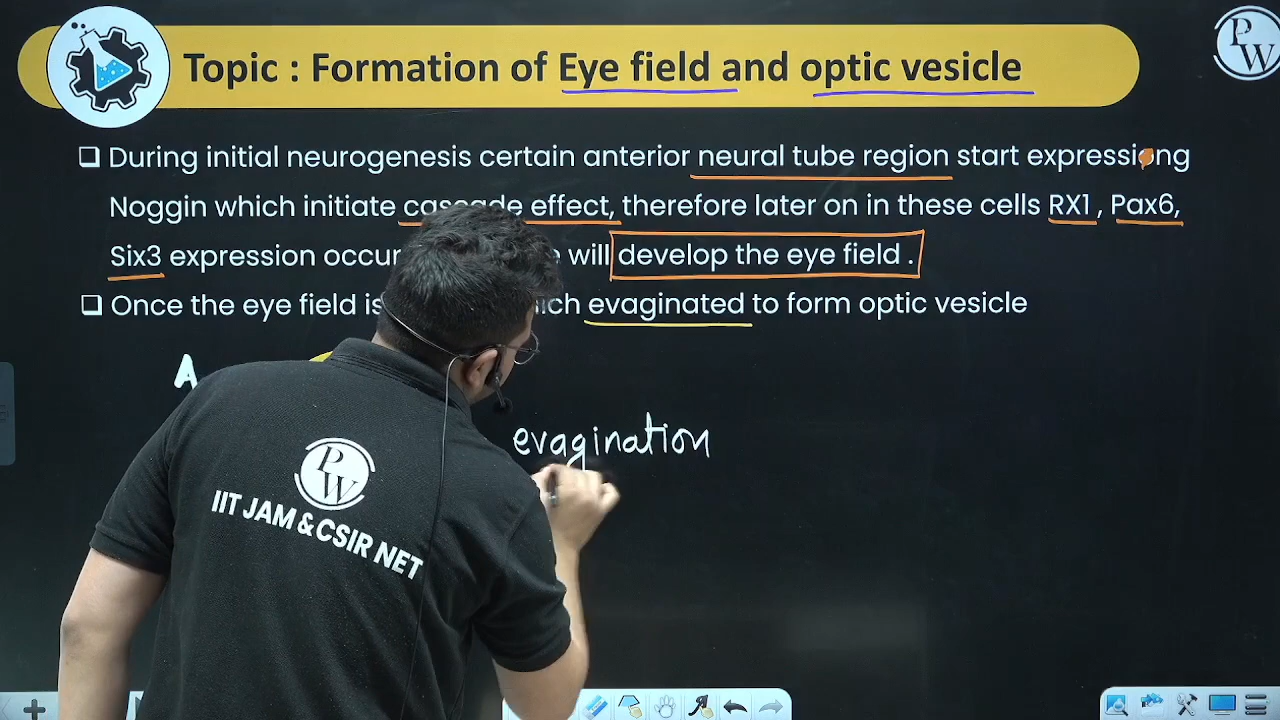 Topic : Formation of Eye field and optic vesicle
PW
During initial neurogenesis certain anterior neural tube region start expressing
Noggin which initiate cascade effect, therefore later on in these cells RX1 , Pax6,
Six3 expression will develop the eye field .
Once the eye field is evaginated to form optic vesicle
A
evagination
PW
IIT JAM & CSIR NET